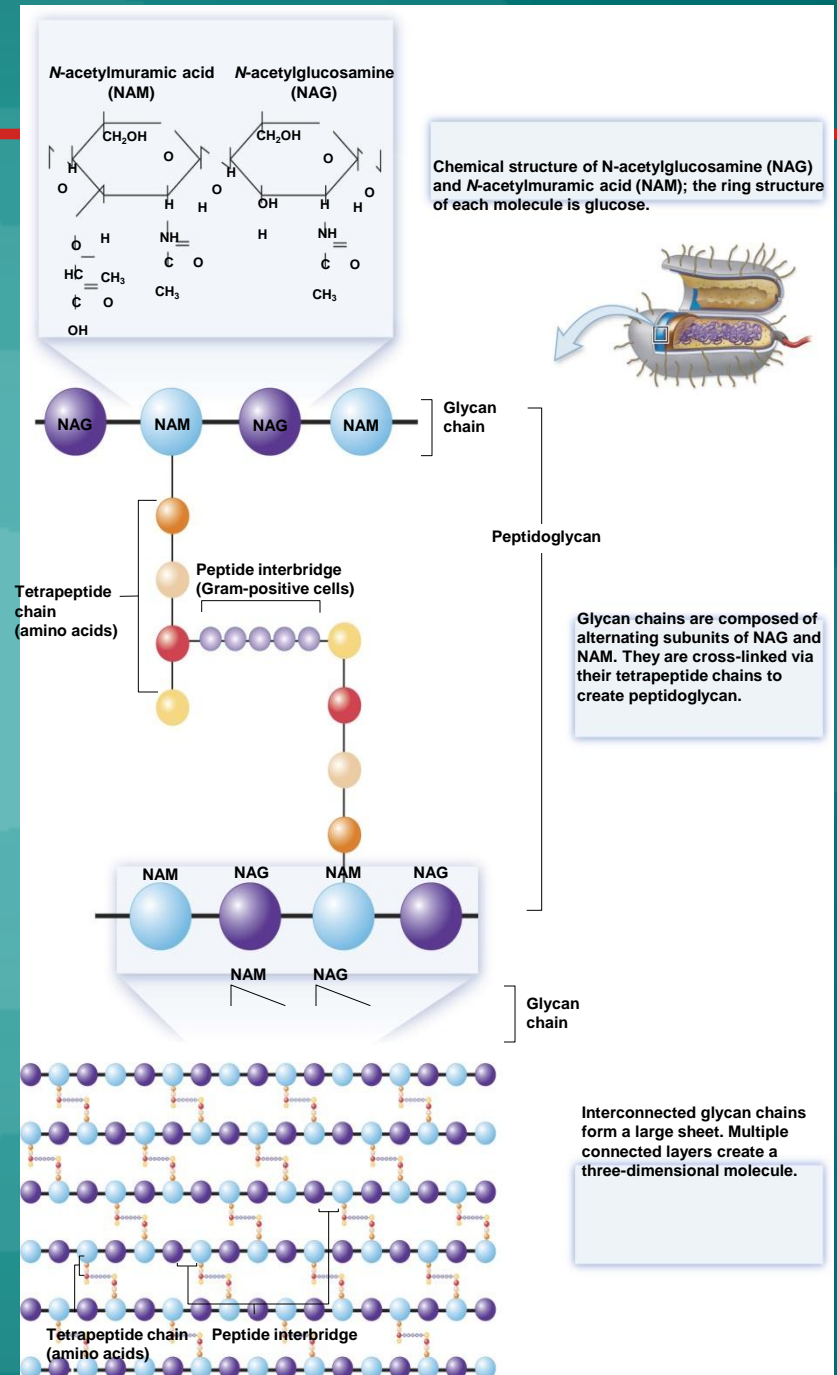 N-acetylmuramic acid
(NAM)
N-acetylglucosamine
(NAG)
CH₂OH
O
H
O
H
H
O
O
H
NH
HC
CH₃
C
O
C
O
CH₃
OH
CH₂OH
O
H
OH
H
H
O
H
NH
C
O
CH₃
Chemical structure of N-acetylglucosamine (NAG)
and N-acetylmuramic acid (NAM); the ring structure
of each molecule is glucose.
NAG
NAM
NAG
NAM
Glycan
chain
Peptidoglycan
Tetrapeptide
chain
(amino acids)
Peptide interbridge
(Gram-positive cells)
Glycan chains are composed of
alternating subunits of NAG and
NAM. They are cross-linked via
their tetrapeptide chains to
create peptidoglycan.
NAM
NAG
NAM
NAG
NAM
NAG
Glycan
chain
Interconnected glycan chains
form a large sheet. Multiple
connected layers create a
three-dimensional molecule.
Tetrapeptide chain
(amino acids)
Peptide interbridge